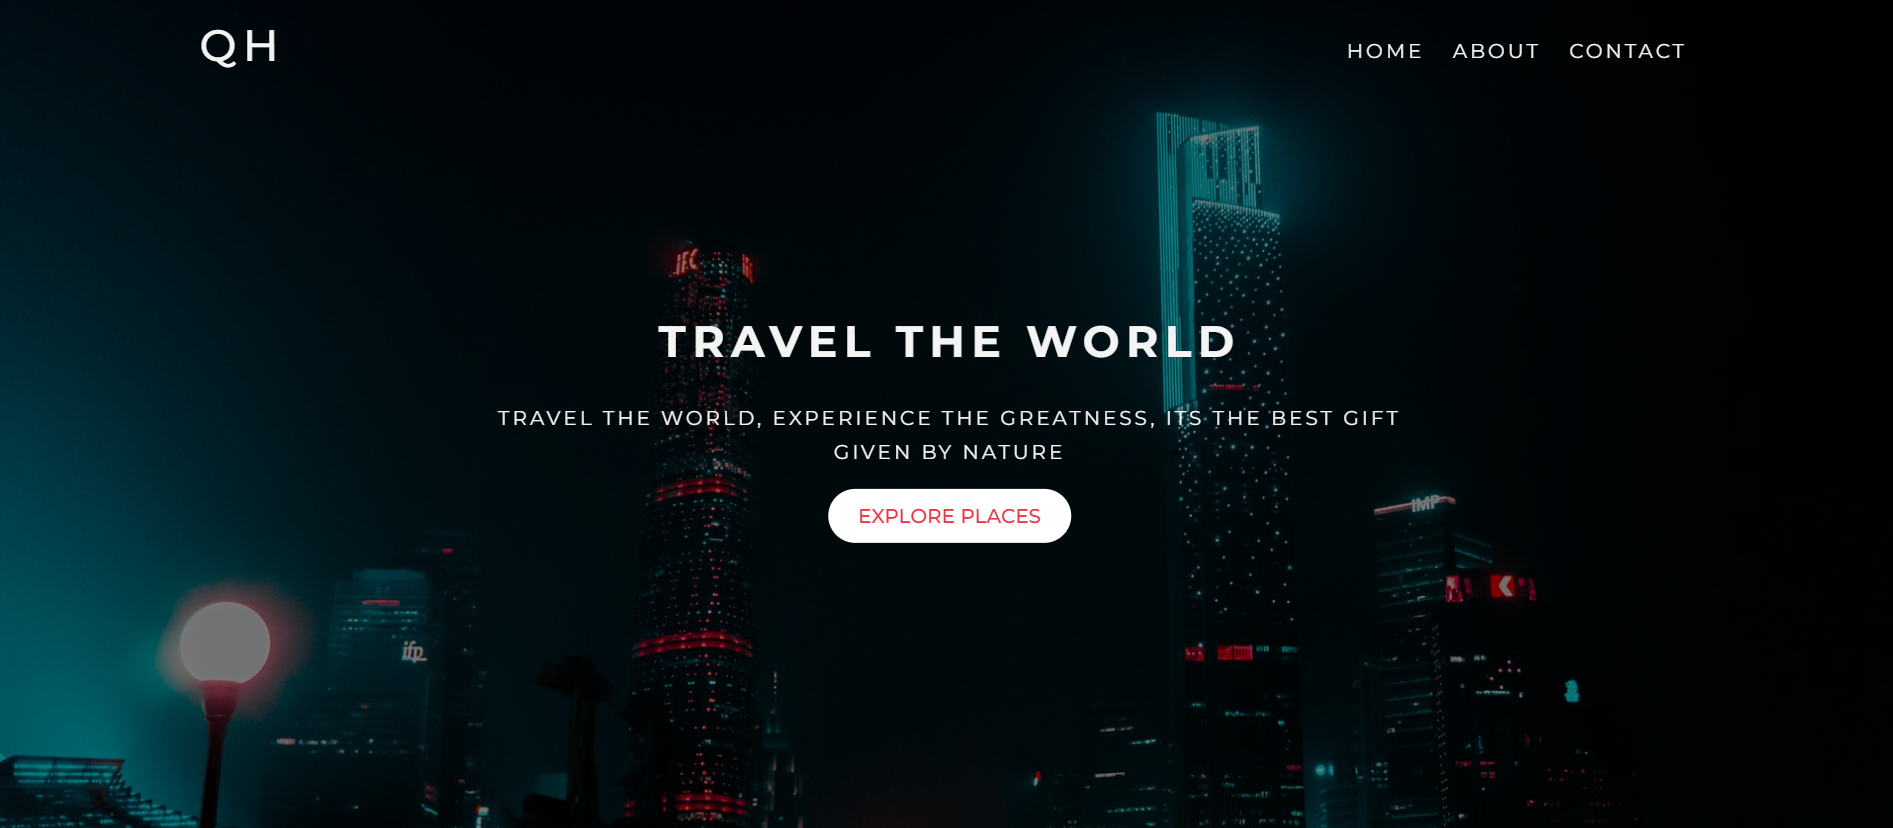 QH
HOME ABOUT CONTACT
IFC
TRAVEL THE WORLD
TRAVEL THE WORLD, EXPERIENCE THE GREATNESS, ITS THE BEST GIFT
GIVEN BY NATURE
IMP
EXPLORE PLACES
ifp